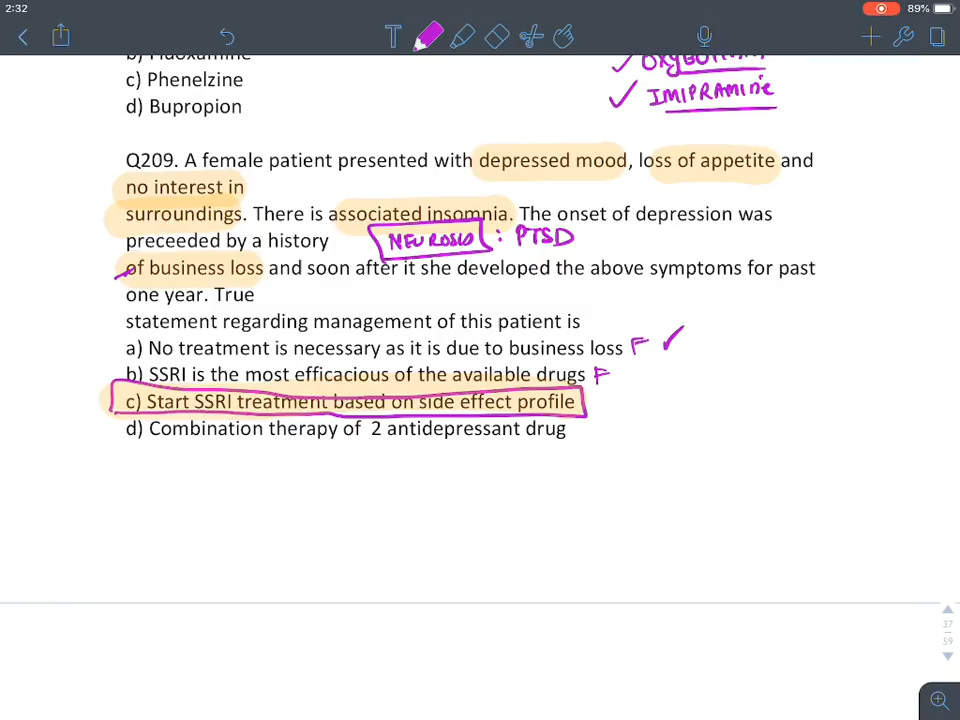 2:32
89%
T
OXY
c) Phenelzine
IMIPRAMINE
d) Bupropion
Q209. A female patient presented with depressed mood, loss of appetite and
no interest in
surroundings. There is associated insomnia. The onset of depression was
preceeded by a history
NEUROSIS : PTSD
of business loss and soon after it she developed the above symptoms for past
one year. True
statement regarding management of this patient is
a) No treatment is necessary as it is due to business loss F ✓
b) SSRI is the most efficacious of the available drugs F
c) Start SSRI treatment based on side effect profile
d) Combination therapy of 2 antidepressant drug
37
59